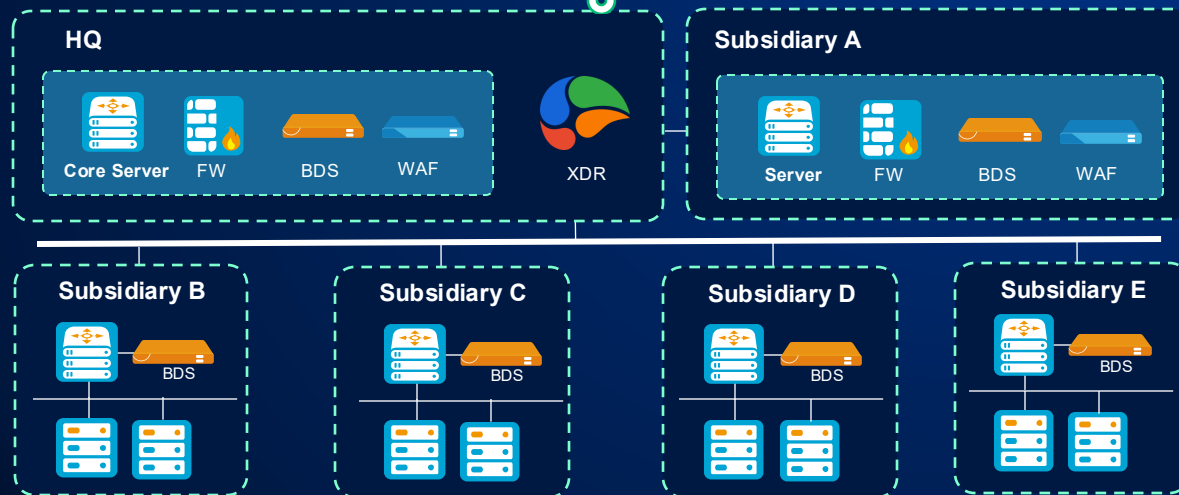 HQ
Subsidiary A
Core Server
FW
BDS
WAF
XDR
Server
FW
BDS
WAF
Subsidiary B
Subsidiary C
Subsidiary D
Subsidiary E
BDS
BDS
BDS
BDS